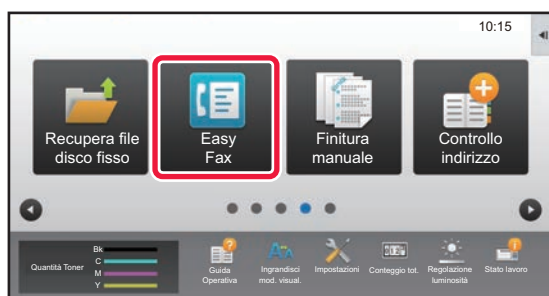 10:15
Recupera file
disco fisso
Easy
Fax
Finitura
manuale
Controllo
indirizzo
Quantità Toner
Bk
C
M
Y
Guida
Operativa
Ingrandisci
mod. visual.
Impostazioni
Conteggio tot.
Regolazione
luminosità
Stato lavoro